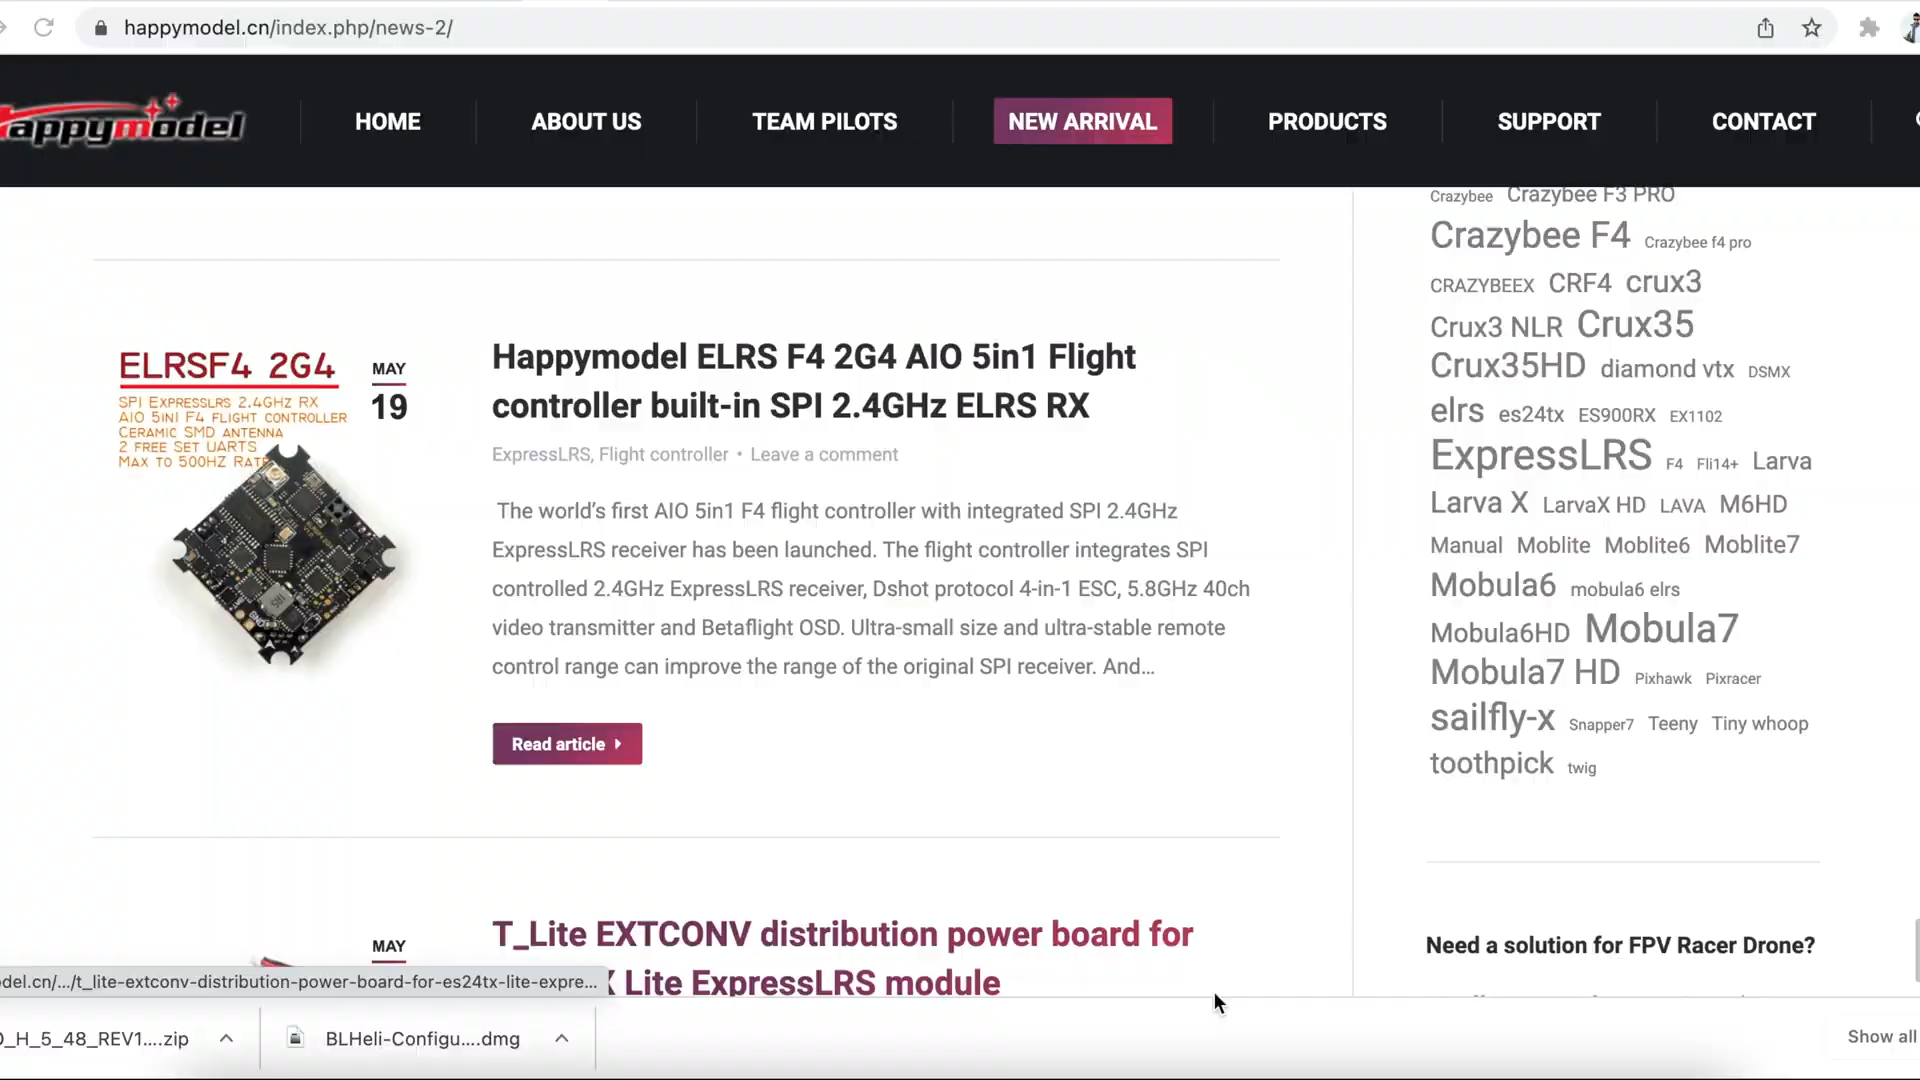 happymodel.cn/index.php/news-2/
happymodel
HOME
ABOUT US
TEAM PILOTS
NEW ARRIVAL
PRODUCTS
SUPPORT
CONTACT
ELRSF4 2G4
SPI EXPRESSLRS 2.4GHZ RX
AIO 5IN1 F4 FLIGHT CONTROLLER
CERAMIC SMD ANTENNA
2 FREE SET UARTS
MAX TO 500HZ RATE
MAY
19
Happymodel ELRS F4 2G4 AIO 5in1 Flight
controller built-in SPI 2.4GHz ELRS RX
ExpressLRS, Flight controller • Leave a comment
The world’s first AIO 5in1 F4 flight controller with integrated SPI 2.4GHz
ExpressLRS receiver has been launched. The flight controller integrates SPI
controlled 2.4GHz ExpressLRS receiver, Dshot protocol 4-in-1 ESC, 5.8GHz 40ch
video transmitter and Betaflight OSD. Ultra-small size and ultra-stable remote
control range can improve the range of the original SPI receiver. And…
Read article
MAY
T_Lite EXTCONV distribution power board for
X Lite ExpressLRS module
Crazybee Crazybee F3 PRO
Crazybee F4 Crazybee f4 pro
CRAZYBEEX CRF4 crux3
Crux3 NLR Crux35
Crux35HD diamond vtx DSMX
elrs es24tx ES900RX EX1102
ExpressLRS F4 Fli14+ Larva
Larva X LarvaX HD LAVA M6HD
Manual Moblite Moblite6 Moblite7
Mobula6 mobula6 elrs
Mobula6HD Mobula7
Mobula7 HD Pixhawk Pixracer
sailfly-x Snapper7 Teeny Tiny whoop
toothpick twig
Need a solution for FPV Racer Drone?
del.cn/.../t_lite-extconv-distribution-power-board-for-es24tx-lite-expre...
_H_5_48_REV1....zip
BLHeli-Configu....dmg
Show all